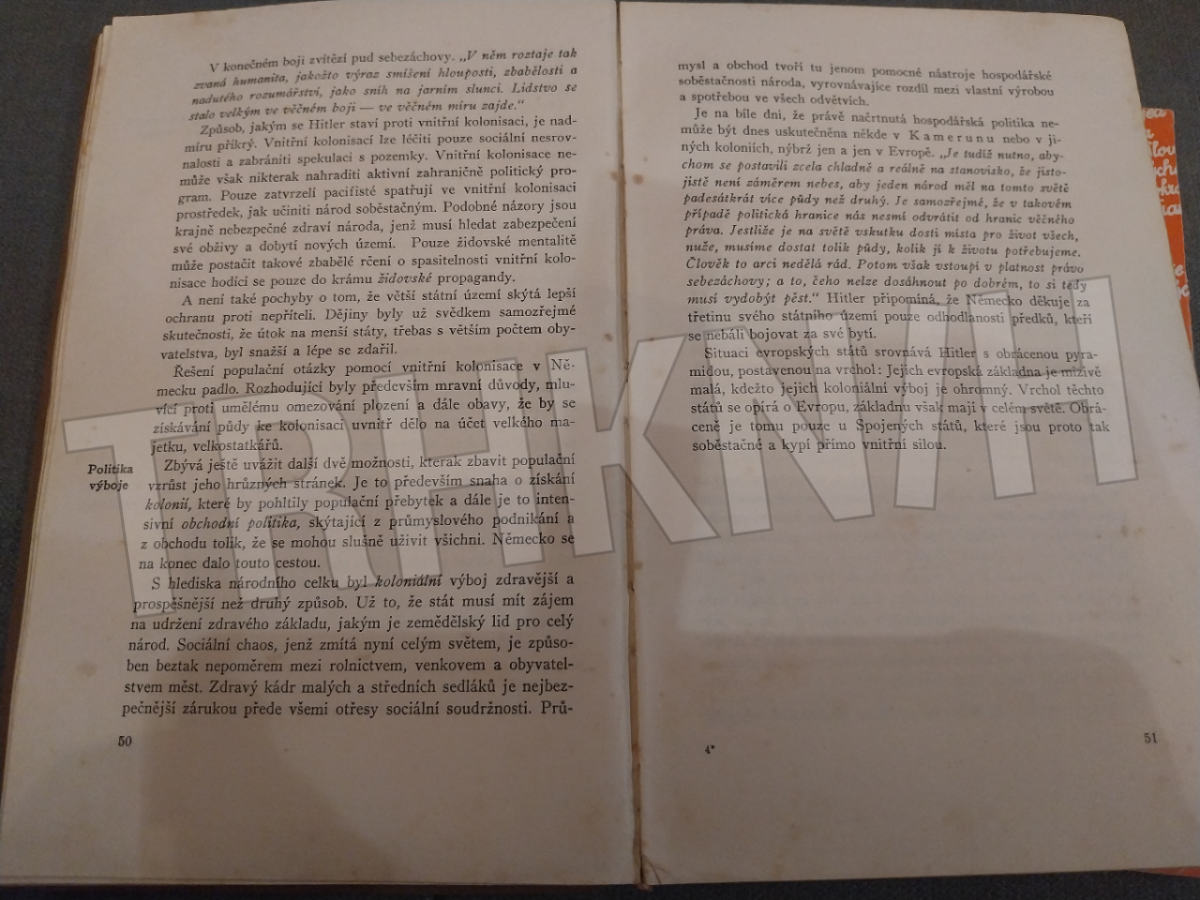 V konečném boji zvítězí pud sebezáchovy. „V něm roztaje tak
zvaná humanita, jakožto výraz smíšení hlouposti, zbabělosti a
nadutého rozumářství, jako sníh na jarním slunci. Lidstvo se
stalo velkým ve věčném boji — ve věčném míru zajde."
Způsob, jakým se Hitler staví proti vnitřní kolonisaci, je nad-
míru příkrý. Vnitřní kolonisací lze léčiti pouze sociální nesrov-
nalosti a zabrániti spekulaci s pozemky. Vnitřní kolonisace ne-
může však nikterak nahraditi aktivní zahraničně politický pro-
gram. Pouze zatvrzelí pacifisté spatřují ve vnitřní kolonisaci
prostředek, jak učiniti národ soběstačným. Podobné názory jsou
krajně nebezpečné zdraví národa, jenž musí hledat zabezpečení
své obživy a dobytí nových území. Pouze židovské mentalitě
může postačit takové zbabělé rčení o spasitelnosti vnitřní kolo-
nisace hodící se pouze do krámu židovské propagandy.
A není také pochyby o tom, že větší státní území skýtá lepší
ochranu proti nepříteli. Dějiny byly už svědkem samozřejmé
skutečnosti, že útok na menší státy, třebas s větším počtem oby-
vatelstva, byl snažší a lépe se zdařil.
Řešení populační otázky pomocí vnitřní kolonisace v Ně-
mecku padlo. Rozhodující byly především mravní důvody, mlu-
vící proti umělému omezování plození a dále obavy, že by se
získávání půdy ke kolonisaci uvnitř dělo na účet velkého ma-
jetku, velkostatkářů.
Politika
výboje
Zbývá ještě uvážit další dvě možnosti, kterak zbavit populační
vzrůst jeho hrůzných stránek. Je to především snaha o získání
kolonií, které by pohltily populační přebytek a dále je to inten-
sivní obchodní politika, skýtající z průmyslového podnikání a
z obchodu tolik, že se mohou slušně uživit všichni. Německo se
na konec dalo touto cestou.
S hlediska národního celku byl koloniální výboj zdravější a
prospěšnější než druhý způsob. Už to, že stát musí mít zájem
na udržení zdravého základu, jakým je zemědělský lid pro celý
národ. Sociální chaos, jenž zmítá nyní celým světem, je způso-
ben beztak nepoměrem mezi rolnictvem, venkovem a obyvatel-
stvem měst. Zdravý kádr malých a středních sedláků je nejbez-
pečnější zárukou přede všemi otřesy sociální soudržnosti. Prů-
50
mysl a obchod tvoří tu jenom pomocné nástroje hospodářské
soběstačnosti národa, vyrovnávajíce rozdíl mezi vlastní výrobou
a spotřebou ve všech odvětvích.
Je na bíle dni, že právě načrtnutá hospodářská politika ne-
může být dnes uskutečněna někde v Kamerunu nebo v ji-
ných koloniích, nýbrž jen a jen v Evropě. „Je tudíž nutno, aby-
chom se postavili zcela chladně a reálně na stanovisko, že jisto-
jistě není záměrem nebes, aby jeden národ měl na tomto světě
padesátkrát více půdy než druhý. Je samozřejmé, že v takovém
případě politická hranice nás nesmí odvrátit od hranic věčného
práva. Jestliže je na světě vskutku dosti místa pro život všech,
nuže, musíme dostat tolik půdy, kolik jí k životu potřebujeme.
Člověk to arci nedělá rád. Potom však vstoupí v platnost právo
sebezáchovy; a to, čeho nelze dosáhnout po dobrém, to si tedy
musí vydobýt pěst." Hitler připomíná, že Německo děkuje za
třetinu svého státního území pouze odhodlanosti předků, kteří
se nebáli bojovat za své bytí.
Situaci evropských států srovnává Hitler s obrácenou pyra-
midou, postavenou na vrchol: Jejich evropská základna je mizivě
malá, kdežto jejich koloniální výboj je ohromný. Vrchol těchto
států se opírá o Evropu, základnu však mají v celém světě. Obrá-
ceně je tomu pouze u Spojených států, které jsou proto tak
soběstačné a kypí přímo vnitřní silou.
4*
51
TRHKNIH